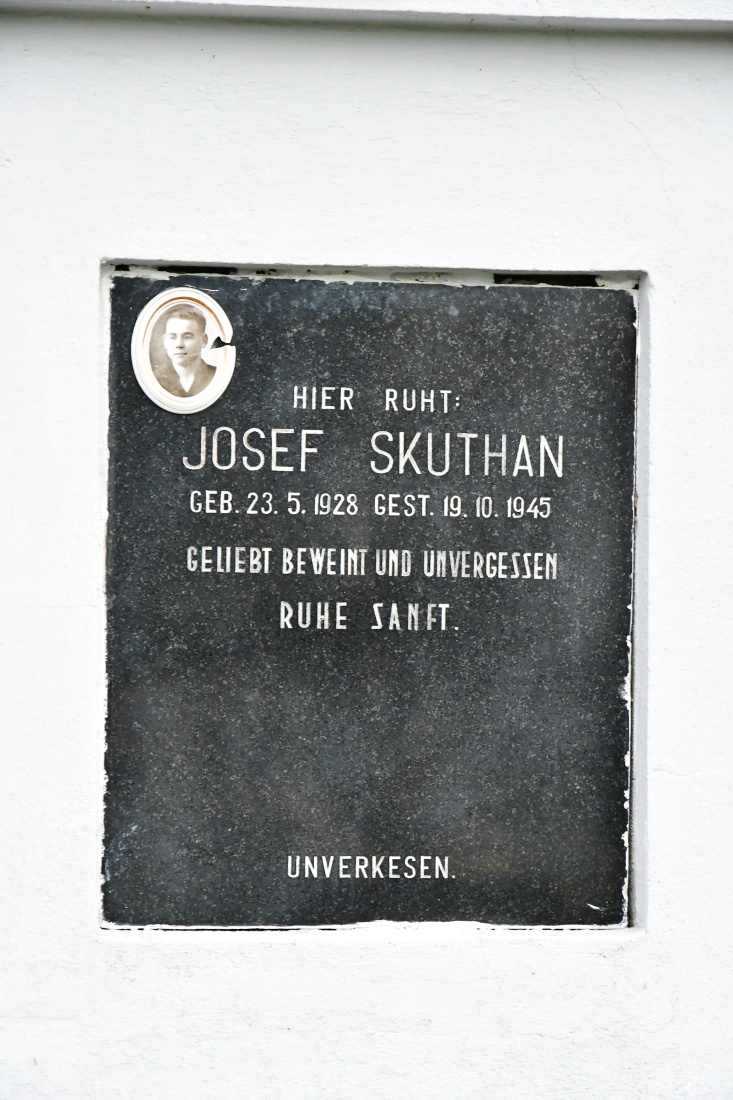 HIER RUHT:
JOSEF SKUTHAN
GEB. 23. 5. 1928 GEST. 19. 10. 1945
GELIEBT BEWEINT UND UNVERGESSEN
RUHE SANFT.
UNVERKESEN.